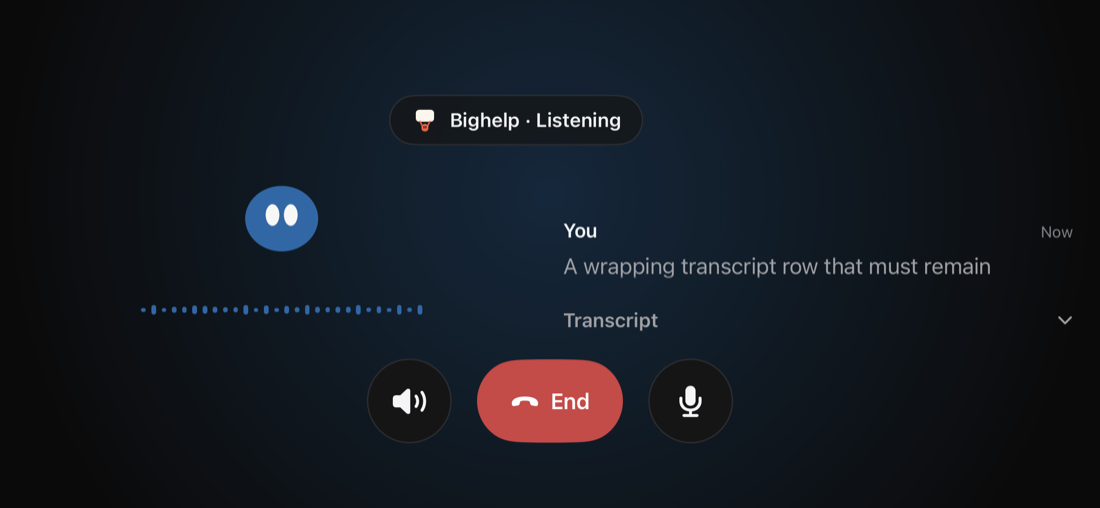 Bighelp · Listening
You
Now
A wrapping transcript row that must remain
Transcript
End